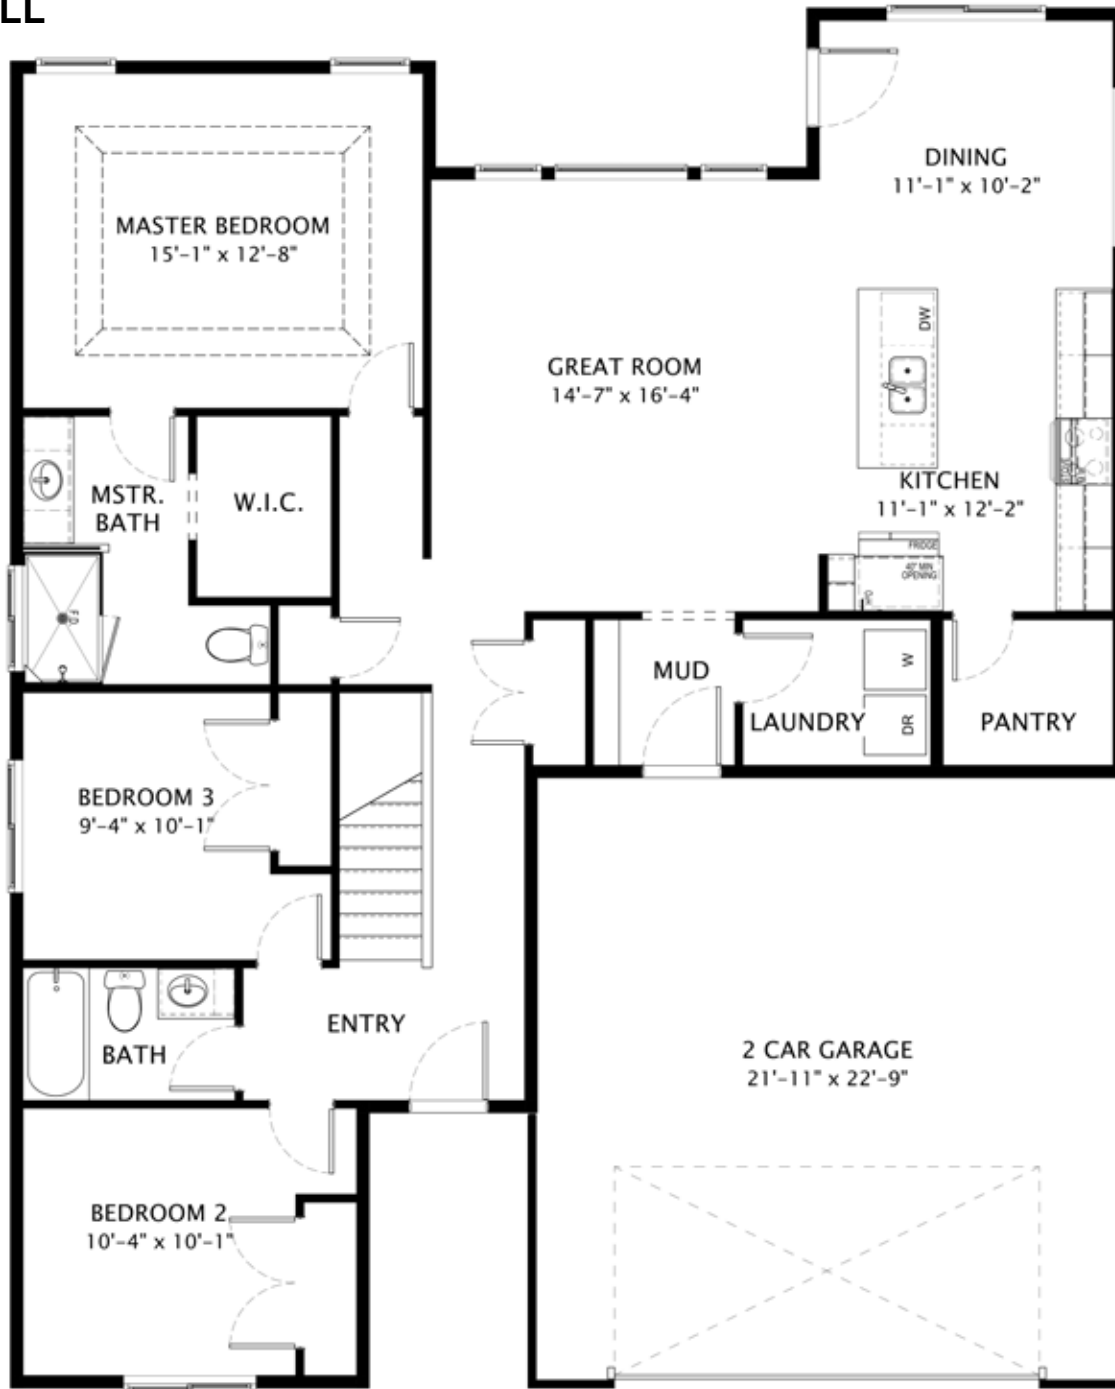 LL
DINING
11'-1" x 10'-2"
MASTER BEDROOM
15'-1" x 12'-8"
DW
GREAT ROOM
14'-7" x 16'-4"
KITCHEN
11'-1" x 12'-2"
MSTR.
BATH
W.I.C.
FRIDGE
40" MIN
OPENING
FD
MUD
W
LAUNDRY
DR
PANTRY
BEDROOM 3
9'-4" x 10'-1"
ENTRY
BATH
2 CAR GARAGE
21'-11" x 22'-9"
BEDROOM 2
10'-4" x 10'-1"